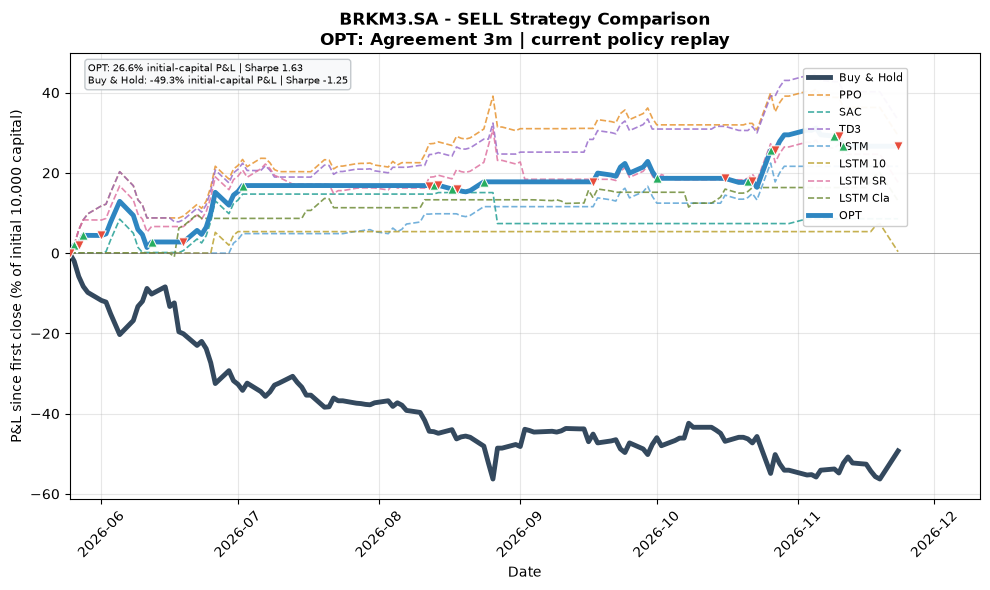 BRKM3.SA - SELL Strategy Comparison
OPT: Agreement 3m | current policy replay
OPT: 26.6% initial-capital P&L | Sharpe 1.63
Buy & Hold: -49.3% initial-capital P&L | Sharpe -1.25
Buy & Hold
PPO
SAC
TD3
LSTM
LSTM 10
LSTM SR
LSTM Cla
OPT
P&L since first close (% of initial 10,000 capital)
40
20
0
−20
−40
−60
2026-06
2026-07
2026-08
2026-09
2026-10
2026-11
2026-12
Date